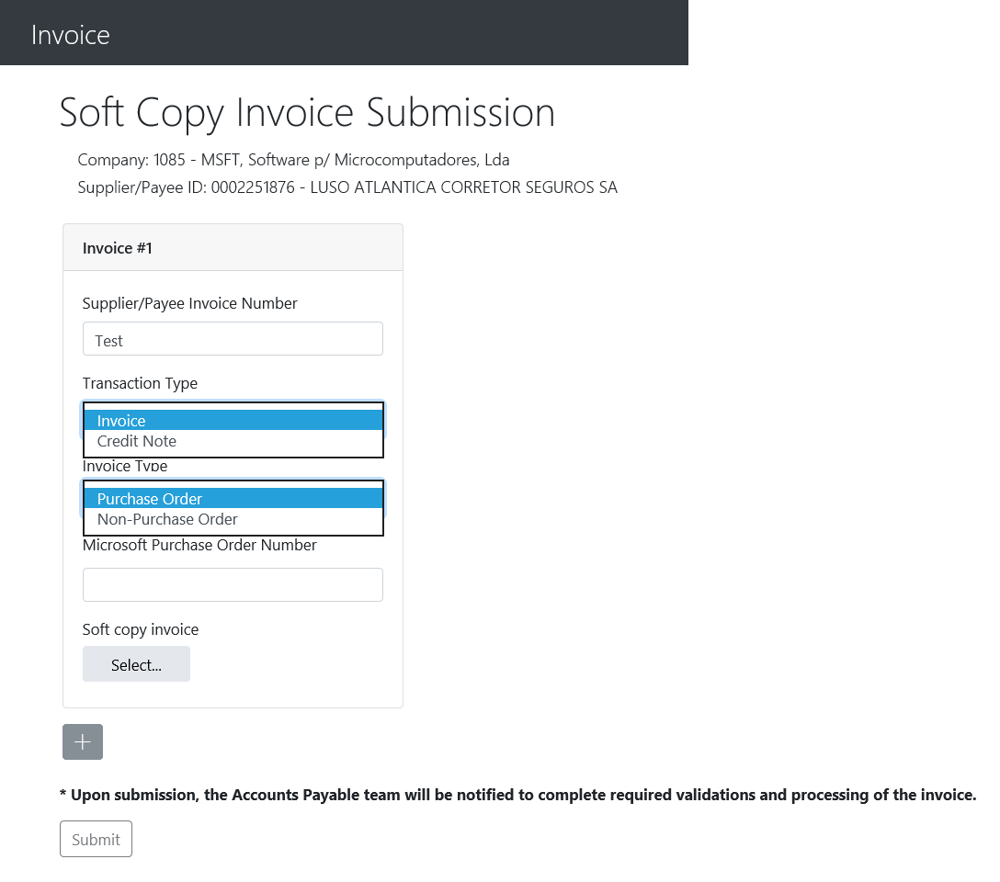 Invoice
Soft Copy Invoice Submission
Company: 1085 - MSFT, Software p/ Microcomputadores, Lda
Supplier/Payee ID: 0002251876 - LUSO ATLANTICA CORRETOR SEGUROS SA
Invoice #1
Supplier/Payee Invoice Number
Test
Transaction Type
Invoice
Credit Note
Invoice Type
Purchase Order
Non-Purchase Order
Microsoft Purchase Order Number
Soft copy invoice
Select...
* Upon submission, the Accounts Payable team will be notified to complete required validations and processing of the invoice.
Submit